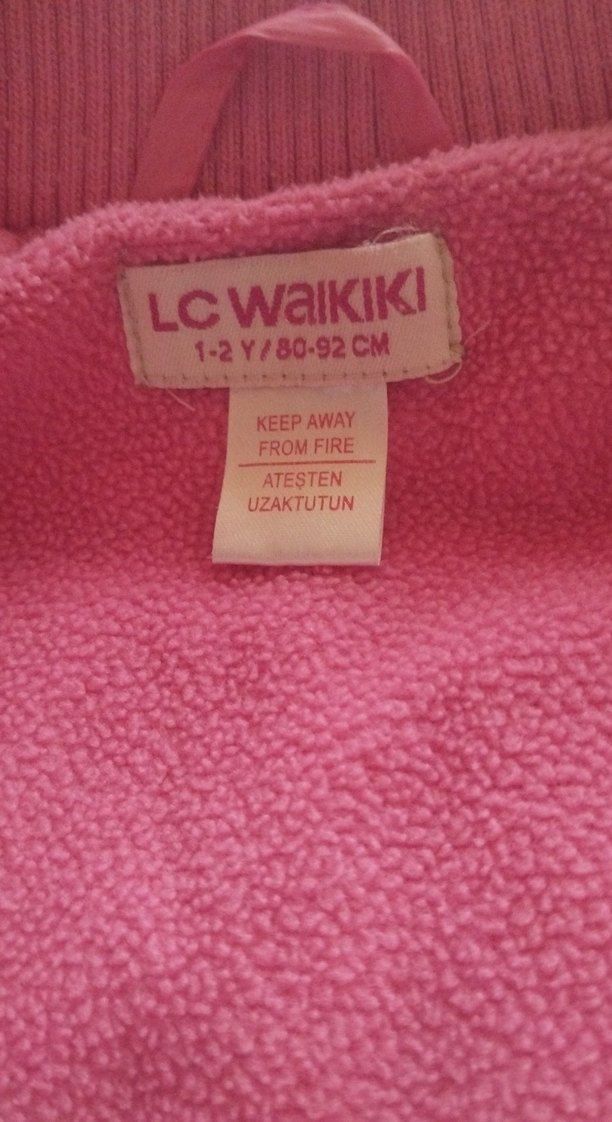 LC WAIKIKI
1-2 Y / 80-92 CM
KEEP AWAY
FROM FIRE
ATEŞTEN
UZAKTUTUN